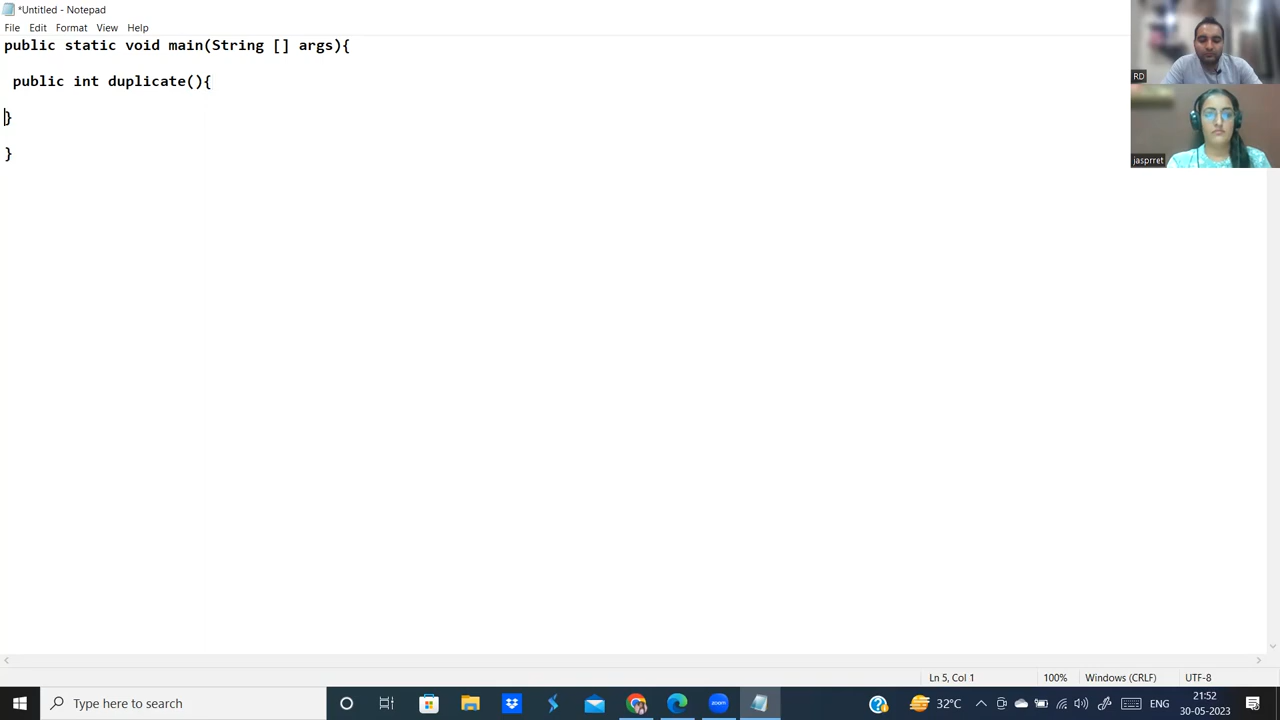 *Untitled - Notepad
File Edit Format View Help
public static void main(String [] args){
public int duplicate(){
}
}
RD
jasprret
Ln 5, Col 1
100%
Windows (CRLF)
UTF-8
Type here to search
zoom
32°C
ENG
21:52
30-05-2023